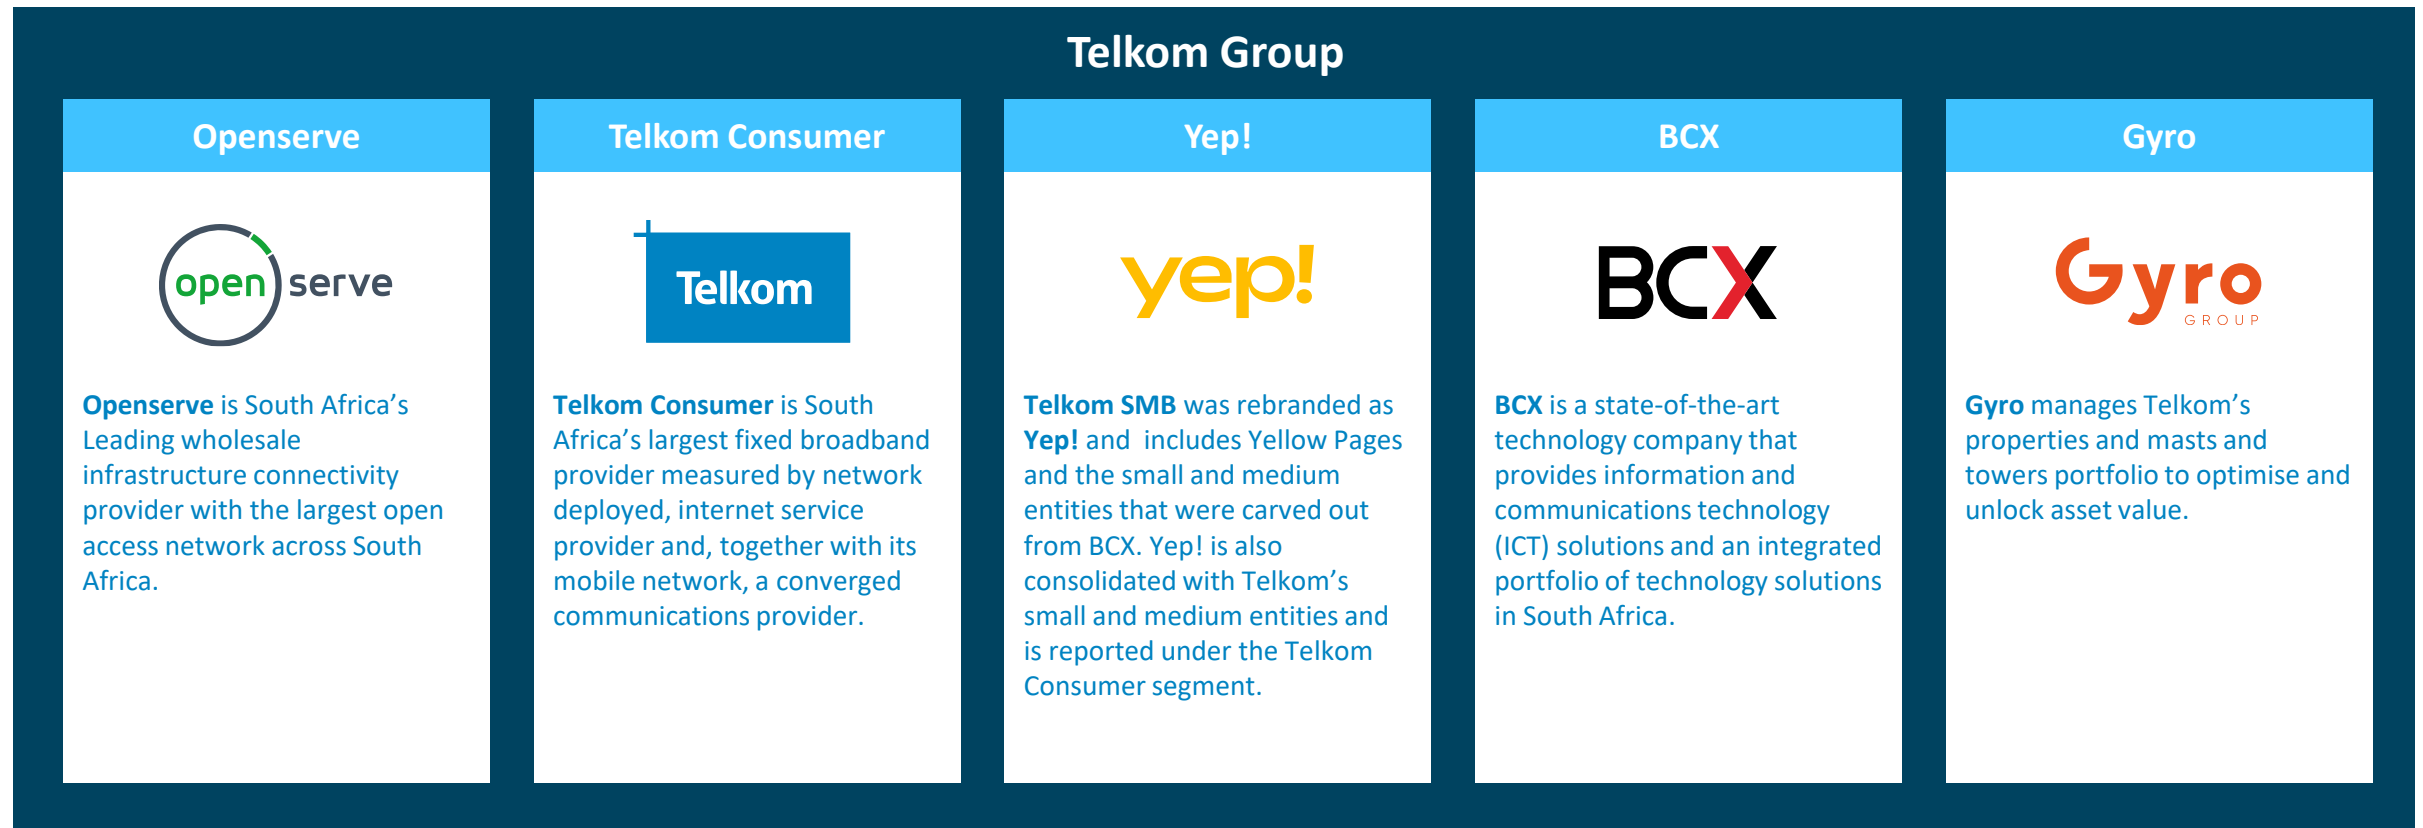 Telkom Group
Openserve
open serve
Openserve is South Africa’s
Leading wholesale
infrastructure connectivity
provider with the largest open
access network across South
Africa.
Telkom Consumer
Telkom
Telkom Consumer is South
Africa’s largest fixed broadband
provider measured by network
deployed, internet service
provider and, together with its
mobile network, a converged
communications provider.
Yep!
yep!
Telkom SMB was rebranded as
Yep! and  includes Yellow Pages
and the small and medium
entities that were carved out
from BCX. Yep! is also
consolidated with Telkom’s
small and medium entities and
is reported under the Telkom
Consumer segment.
BCX
BCX
BCX is a state-of-the-art
technology company that
provides information and
communications technology
(ICT) solutions and an integrated
portfolio of technology solutions
in South Africa.
Gyro
Gyro
GROUP
Gyro manages Telkom’s
properties and masts and
towers portfolio to optimise and
unlock asset value.